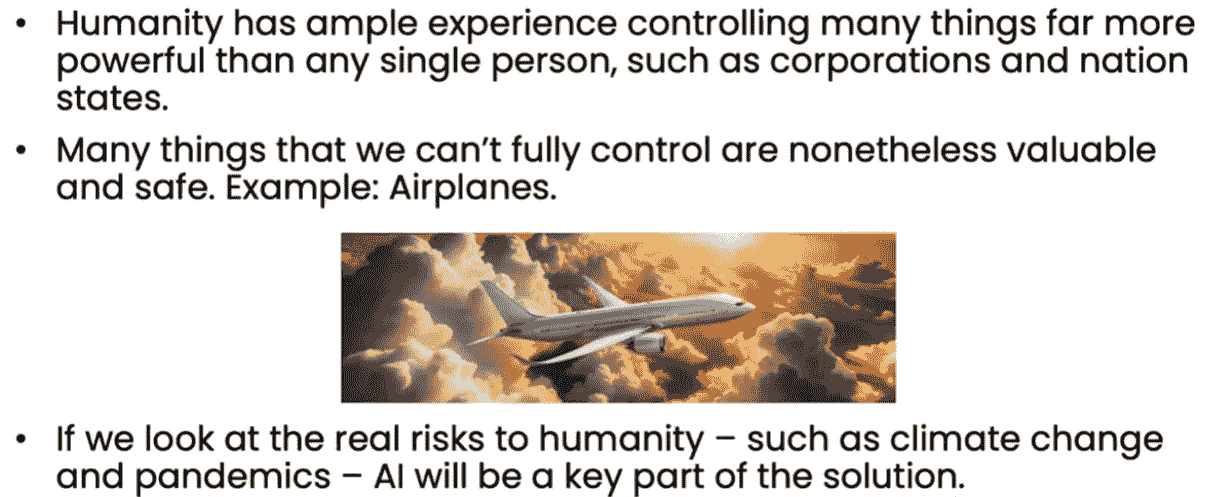 • Humanity has ample experience controlling many things far more
powerful than any single person, such as corporations and nation
states.
• Many things that we can't fully control are nonetheless valuable
and safe. Example: Airplanes.
• If we look at the real risks to humanity – such as climate change
and pandemics – AI will be a key part of the solution.